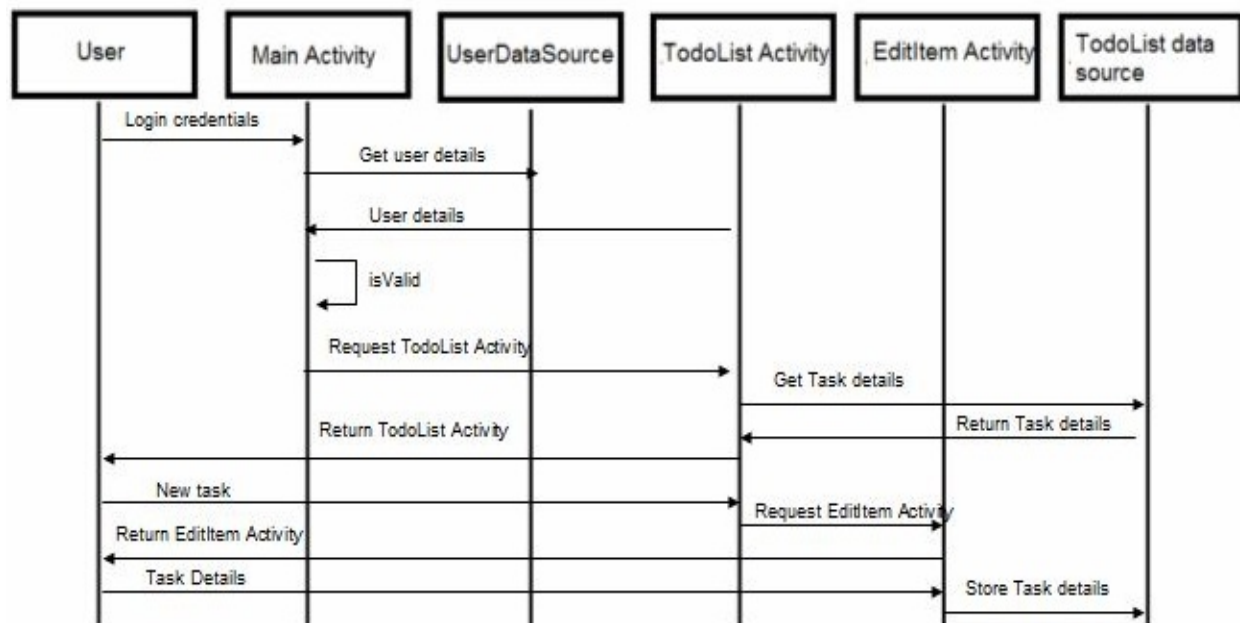 User
Main Activity
UserDataSource
TodoList Activity
EditItem Activity
TodoList data
source
Login credentials
Get user details
User details
isValid
Request TodoList Activity
Get Task details
Return Task details
Return TodoList Activity
New task
Request EditItem Activity
Return EditItem Activity
Task Details
Store Task details